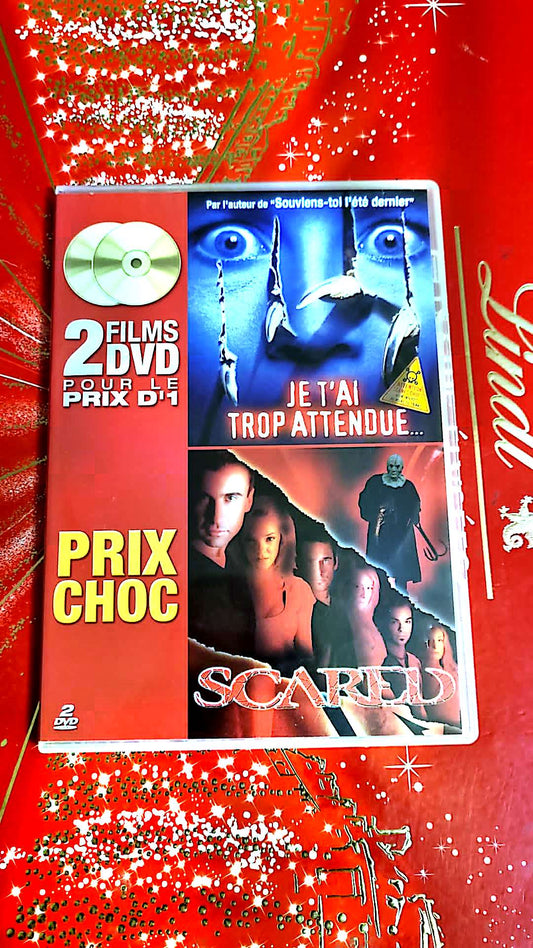 Par l'auteur de "Souviens-toi l'été dernier"
2 FILMS
DVD
POUR LE
PRIX D'1
JE T'AI
TROP ATTENDUE...
PRIX
CHOC
SCARED
2
DVD
Lindt